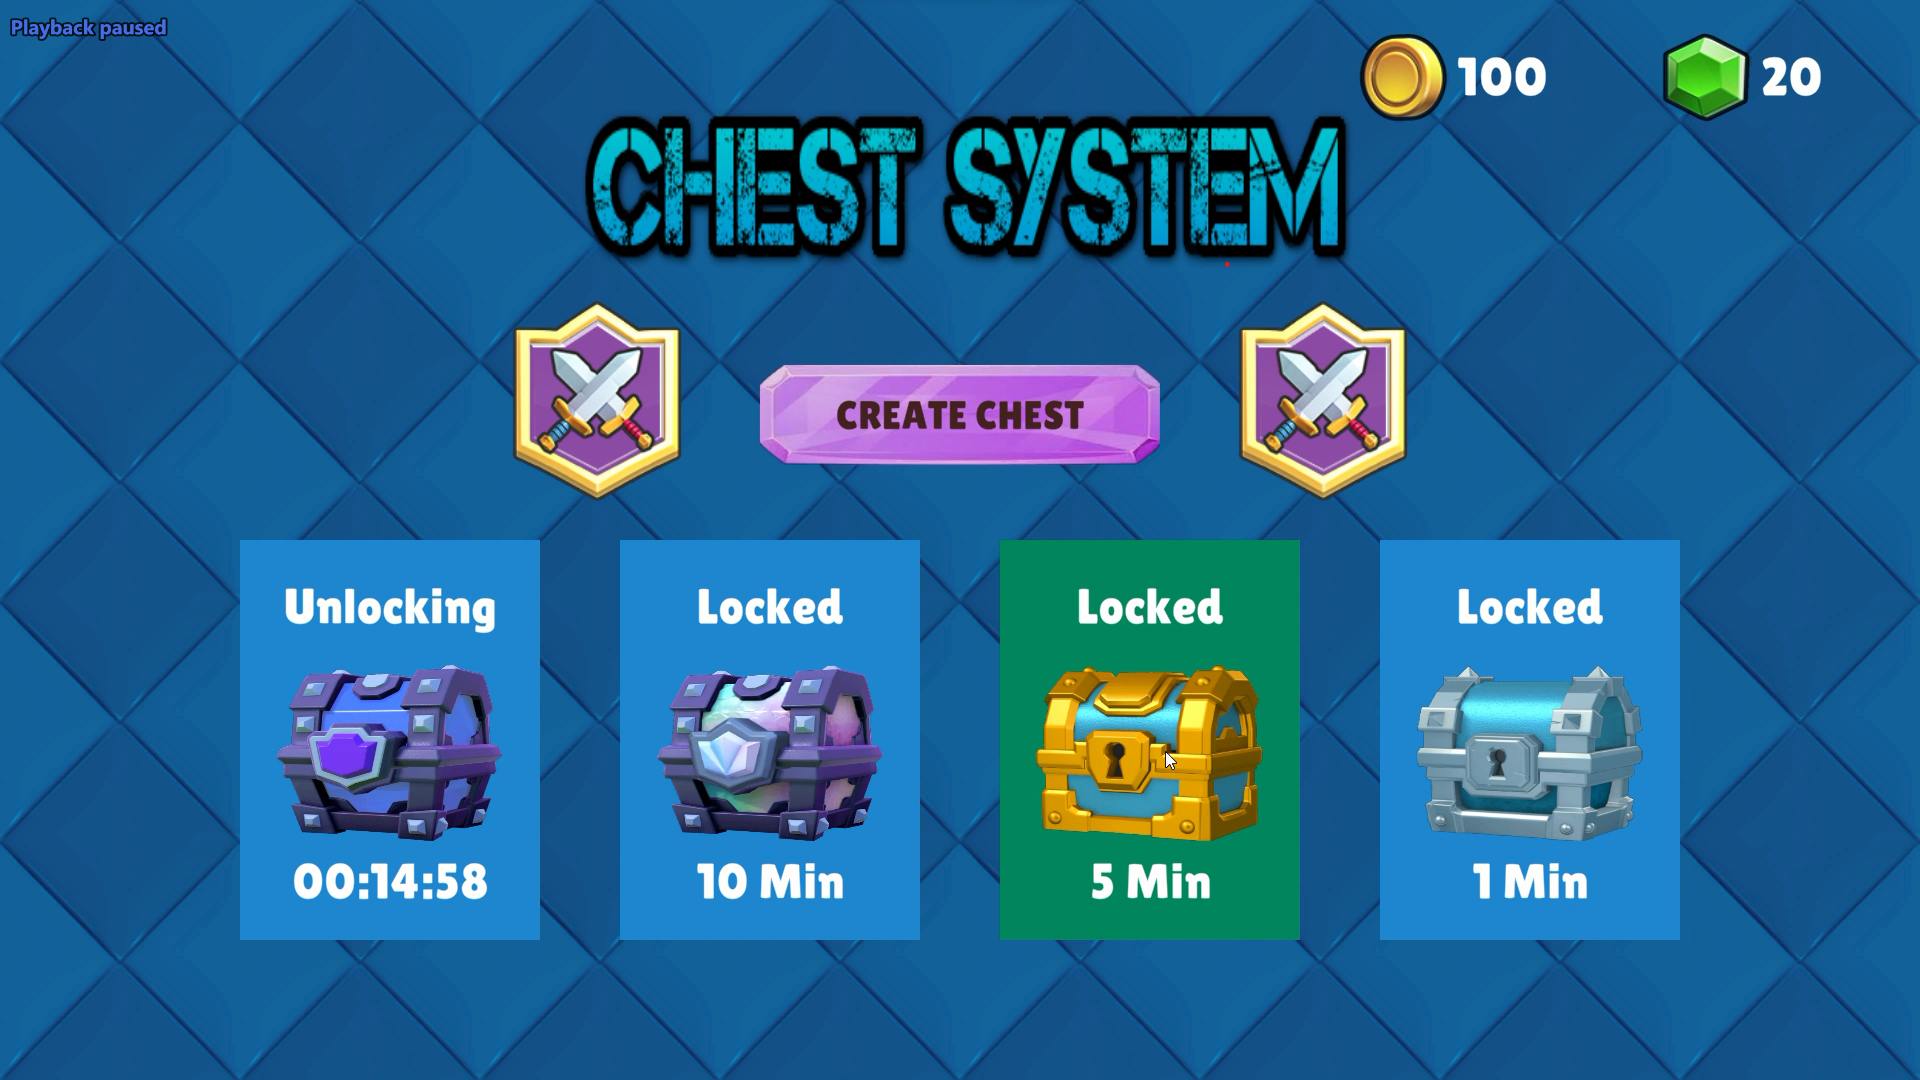 Playback paused
100
20
CHEST SYSTEM
CREATE CHEST
Unlocking
Locked
Locked
Locked
00:14:58
10 Min
5 Min
1 Min